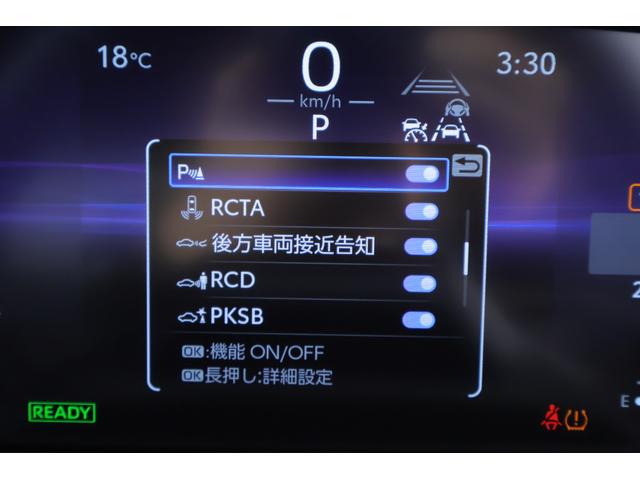 18℃
0
km/h
P
3:30
P
RCTA
後方車両接近告知
RCD
PKSB
OK:機能 ON/OFF
OK長押し:詳細設定
READY
2
E